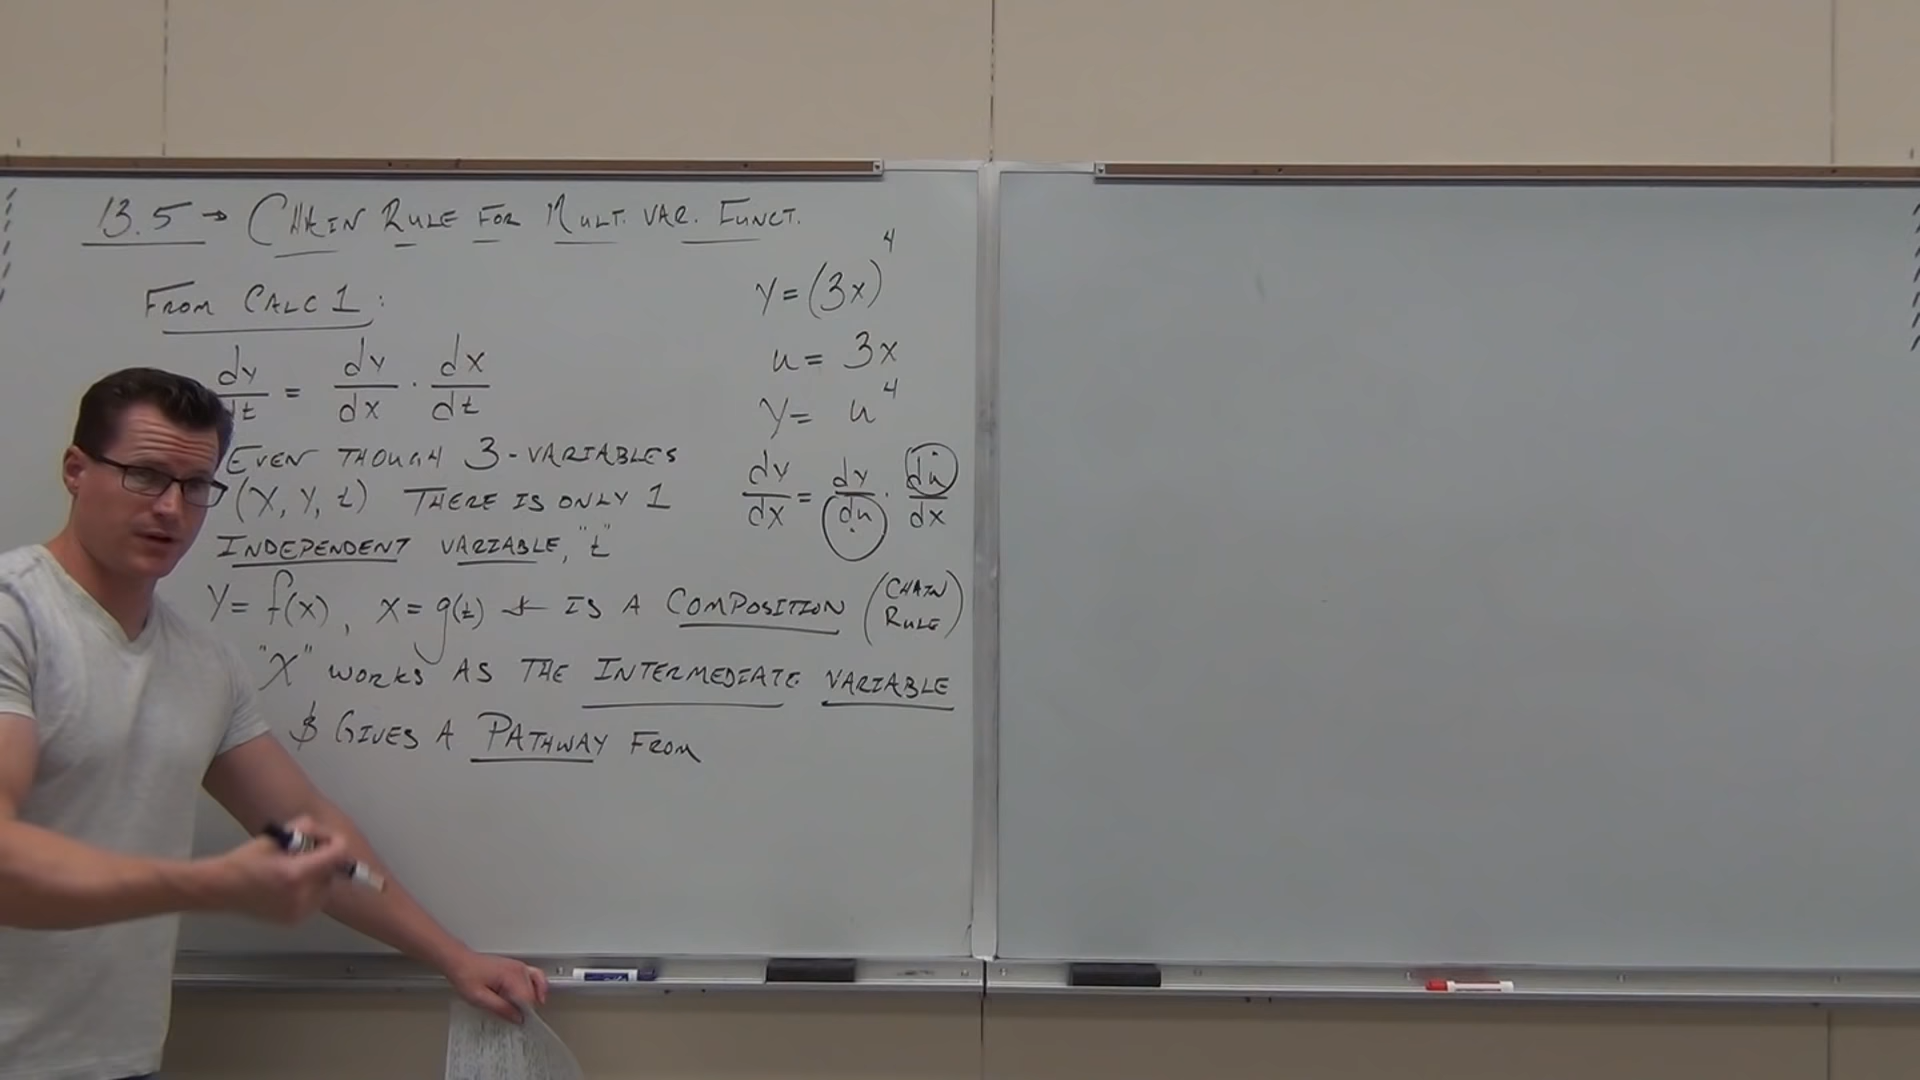 13.5 → CHAIN RULE FOR MULT. VAR. FUNCT.
FROM CALC 1:
dy/dt = dy/dx · dx/dt
EVEN THOUGH 3-VARIABLES
(X, Y, t) THERE IS ONLY 1
INDEPENDENT VARIABLE, "t"
Y = f(x), X = g(t) ← IS A COMPOSITION (CHAIN RULE)
"X" WORKS AS THE INTERMEDIATE VARIABLE
& GIVES A PATHWAY FROM
Y = (3x)⁴
u = 3x
Y = u⁴
dy/dx = dy/du · du/dx